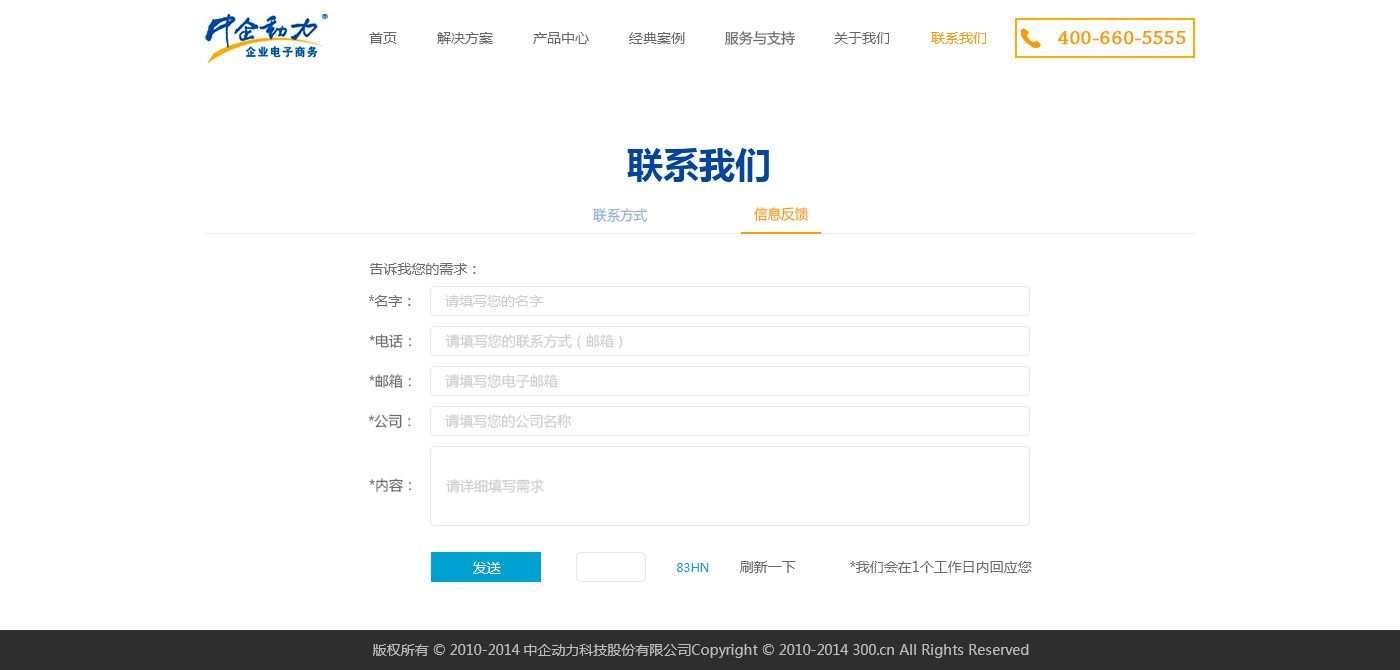 中企动力®
企业电子商务
首页 解决方案 产品中心 经典案例 服务与支持 关于我们 联系我们 400-660-5555
联系我们
联系方式 信息反馈
告诉我您的需求：
*名字： 请填写您的名字
*电话： 请填写您的联系方式（邮箱）
*邮箱： 请填写您电子邮箱
*公司： 请填写您的公司名称
*内容： 请详细填写需求
发送 83HN 刷新一下 *我们会在1个工作日内回应您
版权所有 © 2010-2014 中企动力科技股份有限公司Copyright © 2010-2014 300.cn All Rights Reserved